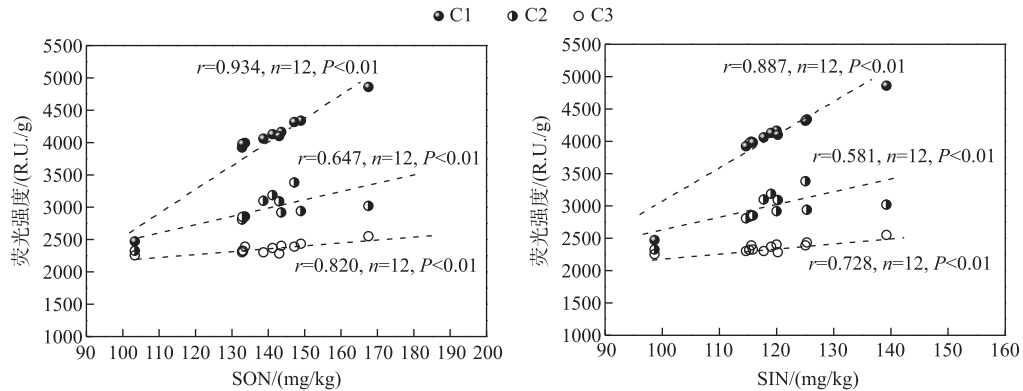 C1 C2 C3
5500
5000
4500
4000
3500
3000
2500
2000
1500
1000
荧光强度/(R.U./g)
r=0.934, n=12, P<0.01
r=0.647, n=12, P<0.01
r=0.820, n=12, P<0.01
90 100 110 120 130 140 150 160 170 180 190 200
SON/(mg/kg)
5500
5000
4500
4000
3500
3000
2500
2000
1500
1000
荧光强度/(R.U./g)
r=0.887, n=12, P<0.01
r=0.581, n=12, P<0.01
r=0.728, n=12, P<0.01
90 100 110 120 130 140 150 160
SIN/(mg/kg)